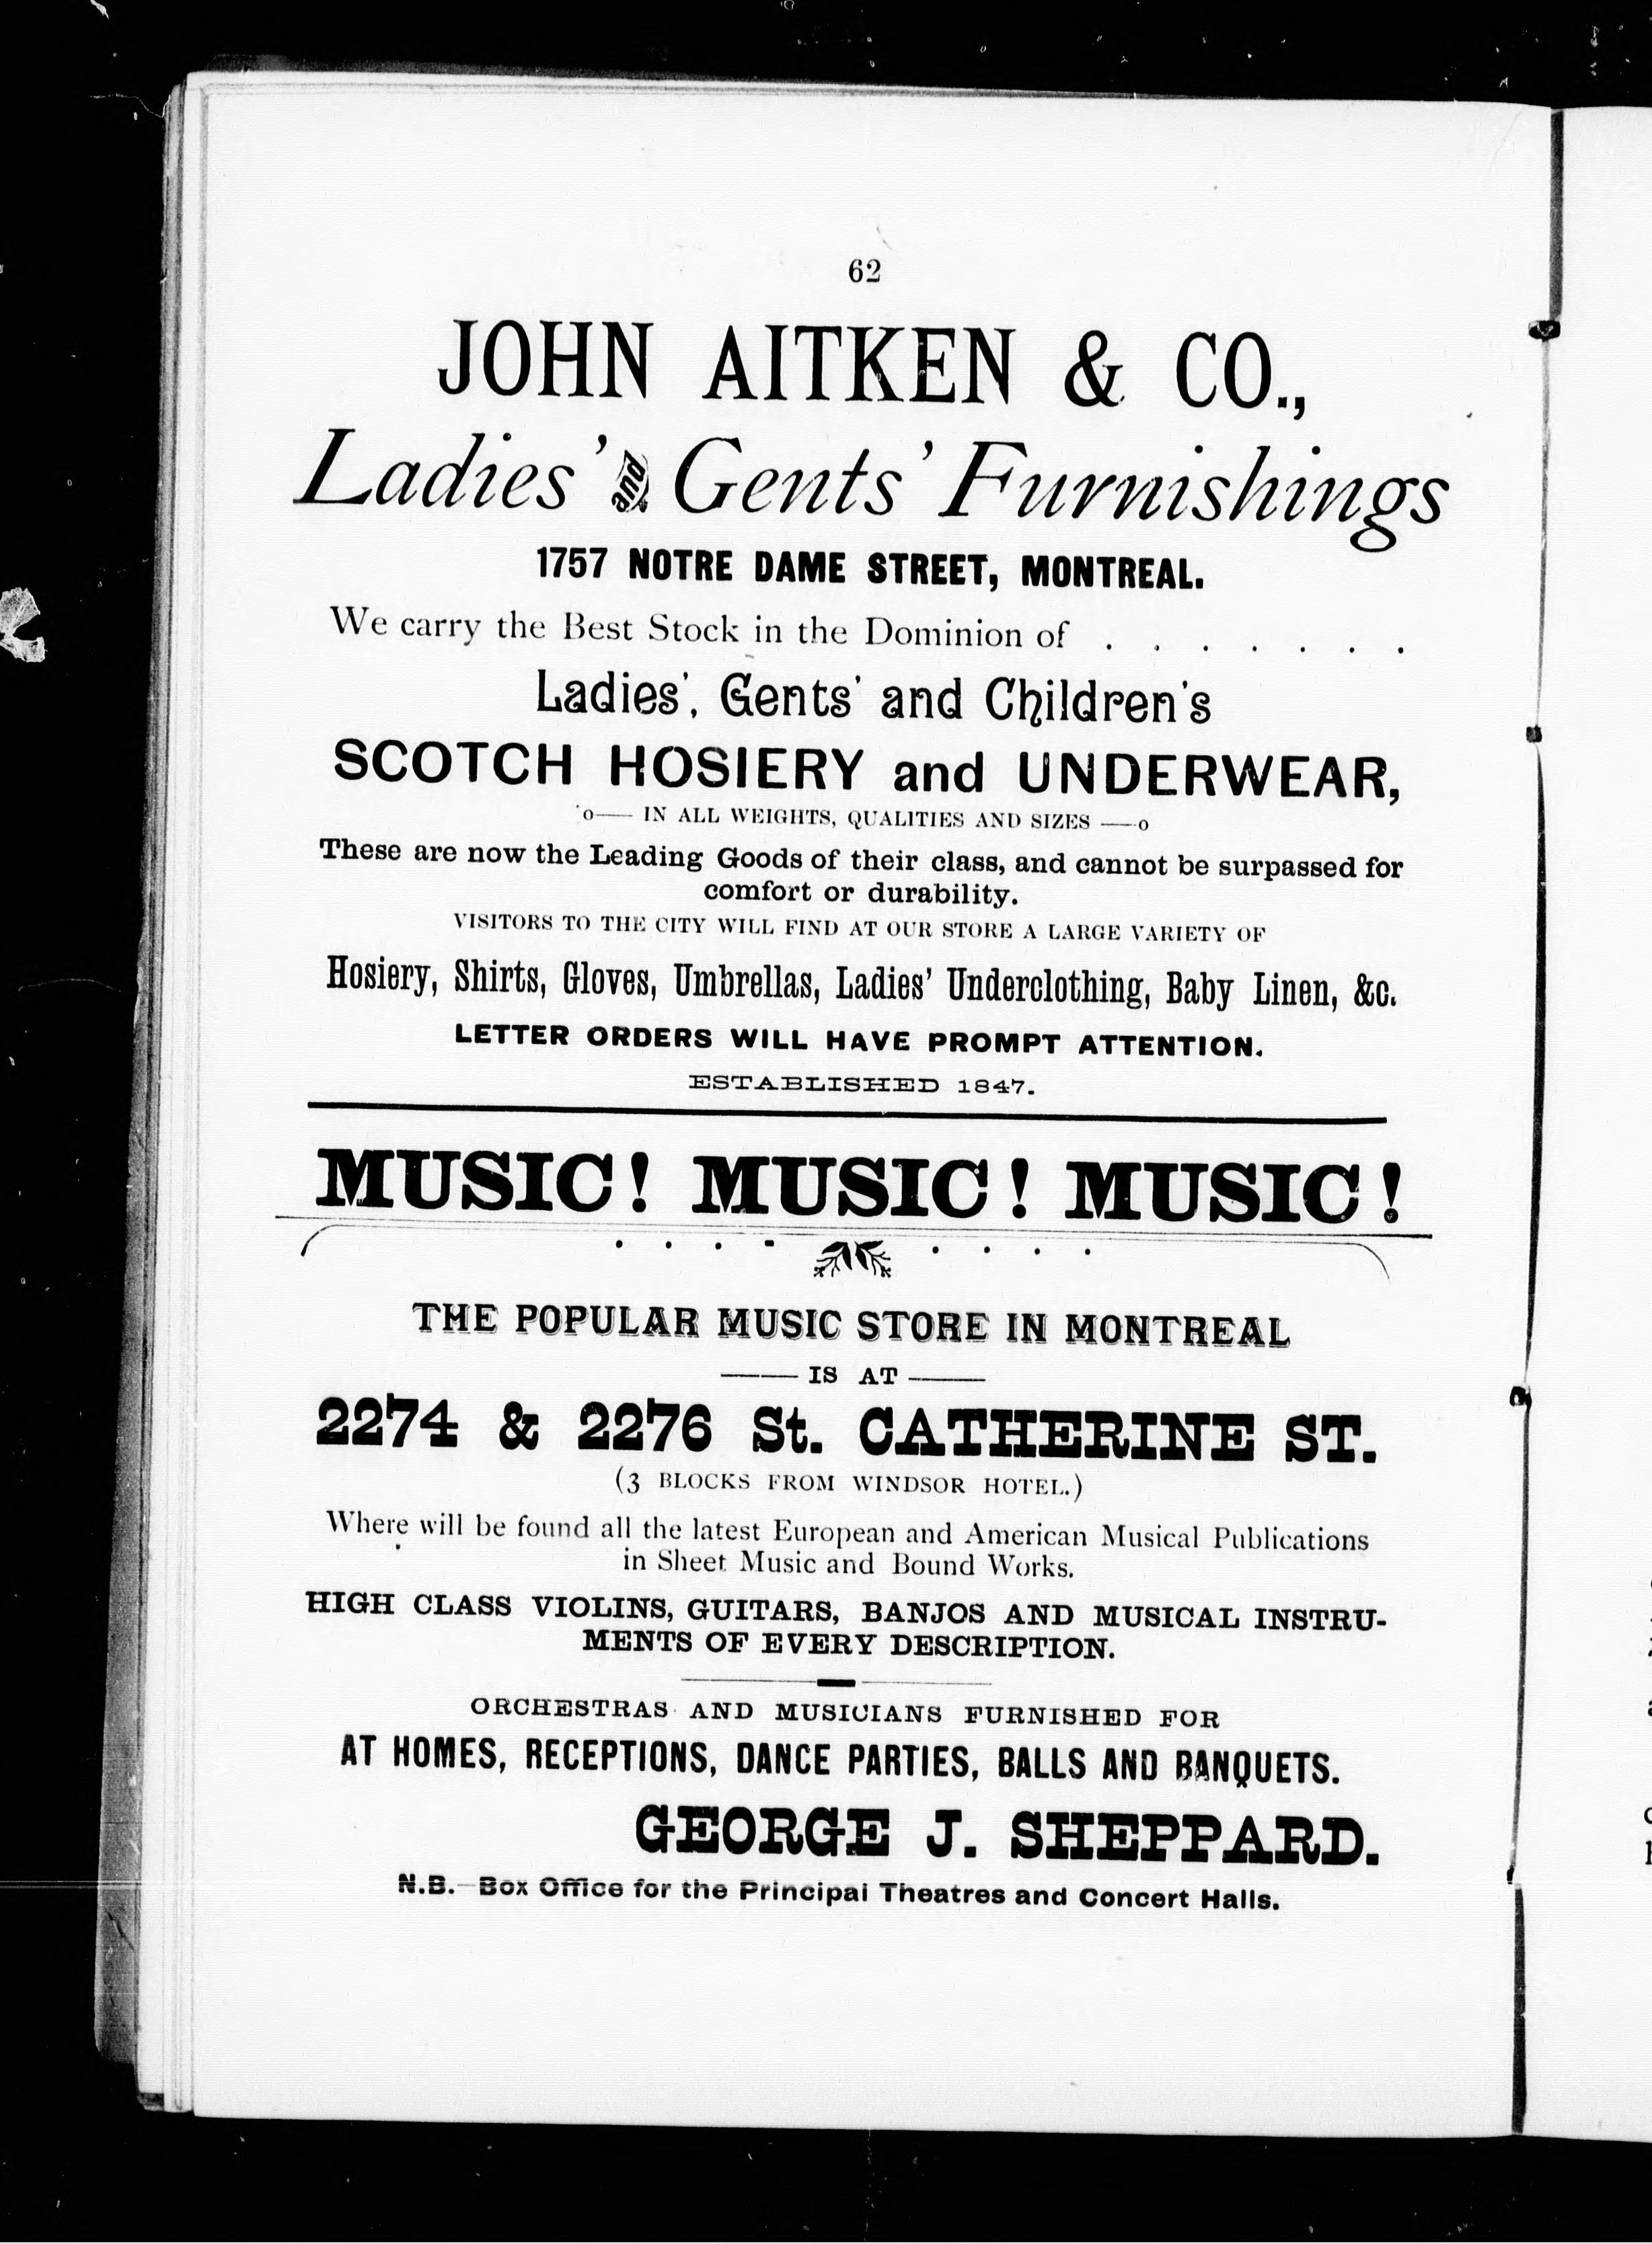 62
JOHN AITKEN & CO.,
Ladies' and Gents' Furnishings
1757 NOTRE DAME STREET, MONTREAL.
We carry the Best Stock in the Dominion of . . . . . . .
Ladies', Gents' and Children's
SCOTCH HOSIERY and UNDERWEAR,
o—— IN ALL WEIGHTS, QUALITIES AND SIZES ——o
These are now the Leading Goods of their class, and cannot be surpassed for
comfort or durability.
VISITORS TO THE CITY WILL FIND AT OUR STORE A LARGE VARIETY OF
Hosiery, Shirts, Gloves, Umbrellas, Ladies' Underclothing, Baby Linen, &c.
LETTER ORDERS WILL HAVE PROMPT ATTENTION.
ESTABLISHED 1847.
MUSIC! MUSIC! MUSIC!
THE POPULAR MUSIC STORE IN MONTREAL
—— IS AT ——
2274 & 2276 St. CATHERINE ST.
(3 BLOCKS FROM WINDSOR HOTEL.)
Where will be found all the latest European and American Musical Publications
in Sheet Music and Bound Works.
HIGH CLASS VIOLINS, GUITARS, BANJOS AND MUSICAL INSTRU-
MENTS OF EVERY DESCRIPTION.
ORCHESTRAS AND MUSICIANS FURNISHED FOR
AT HOMES, RECEPTIONS, DANCE PARTIES, BALLS AND BANQUETS.
GEORGE J. SHEPPARD.
N.B.—Box Office for the Principal Theatres and Concert Halls.